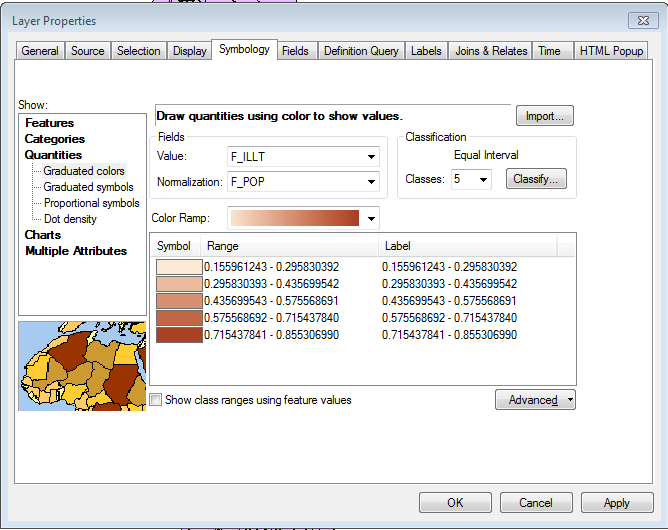 Layer Properties
General Source Selection Display Symbology Fields Definition Query Labels Joins & Relates Time HTML Popup
Show:
Features
Categories
Quantities
Graduated colors
Graduated symbols
Proportional symbols
Dot density
Charts
Multiple Attributes
Draw quantities using color to show values.
Import...
Fields
Value: F_ILLT
Normalization: F_POP
Classification
Equal Interval
Classes: 5 Classify...
Color Ramp:
Symbol Range Label
0.155961243 - 0.295830392 0.155961243 - 0.295830392
0.295830393 - 0.435699542 0.295830393 - 0.435699542
0.435699543 - 0.575568691 0.435699543 - 0.575568691
0.575568692 - 0.715437840 0.575568692 - 0.715437840
0.715437841 - 0.855306990 0.715437841 - 0.855306990
Show class ranges using feature values
Advanced
OK Cancel Apply